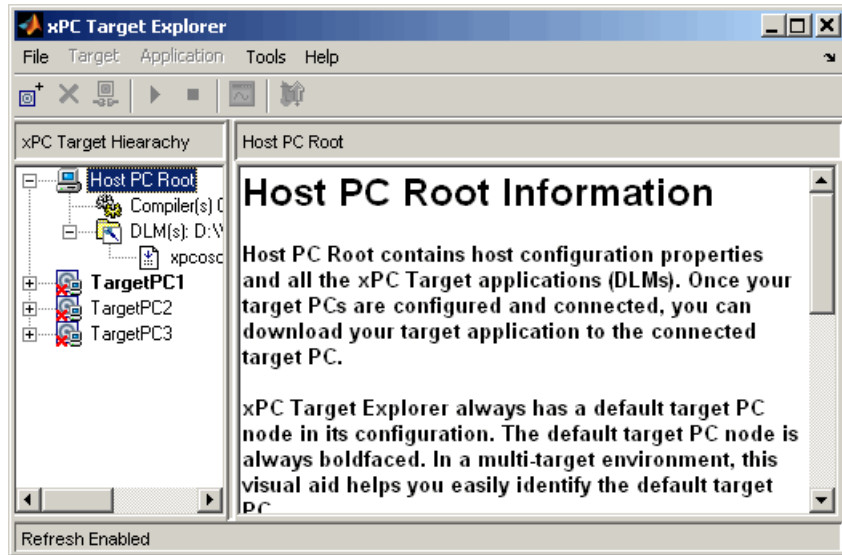 xPC Target Explorer
File Target Application Tools Help
xPC Target Hiearachy
Host PC Root
Host PC Root
Compiler(s)
DLM(s): D:\
xpcosc
TargetPC1
TargetPC2
TargetPC3
Host PC Root Information
Host PC Root contains host configuration properties
and all the xPC Target applications (DLMs). Once your
target PCs are configured and connected, you can
download your target application to the connected
target PC.
xPC Target Explorer always has a default target PC
node in its configuration. The default target PC node is
always boldfaced. In a multi-target environment, this
visual aid helps you easily identify the default target
PC
Refresh Enabled